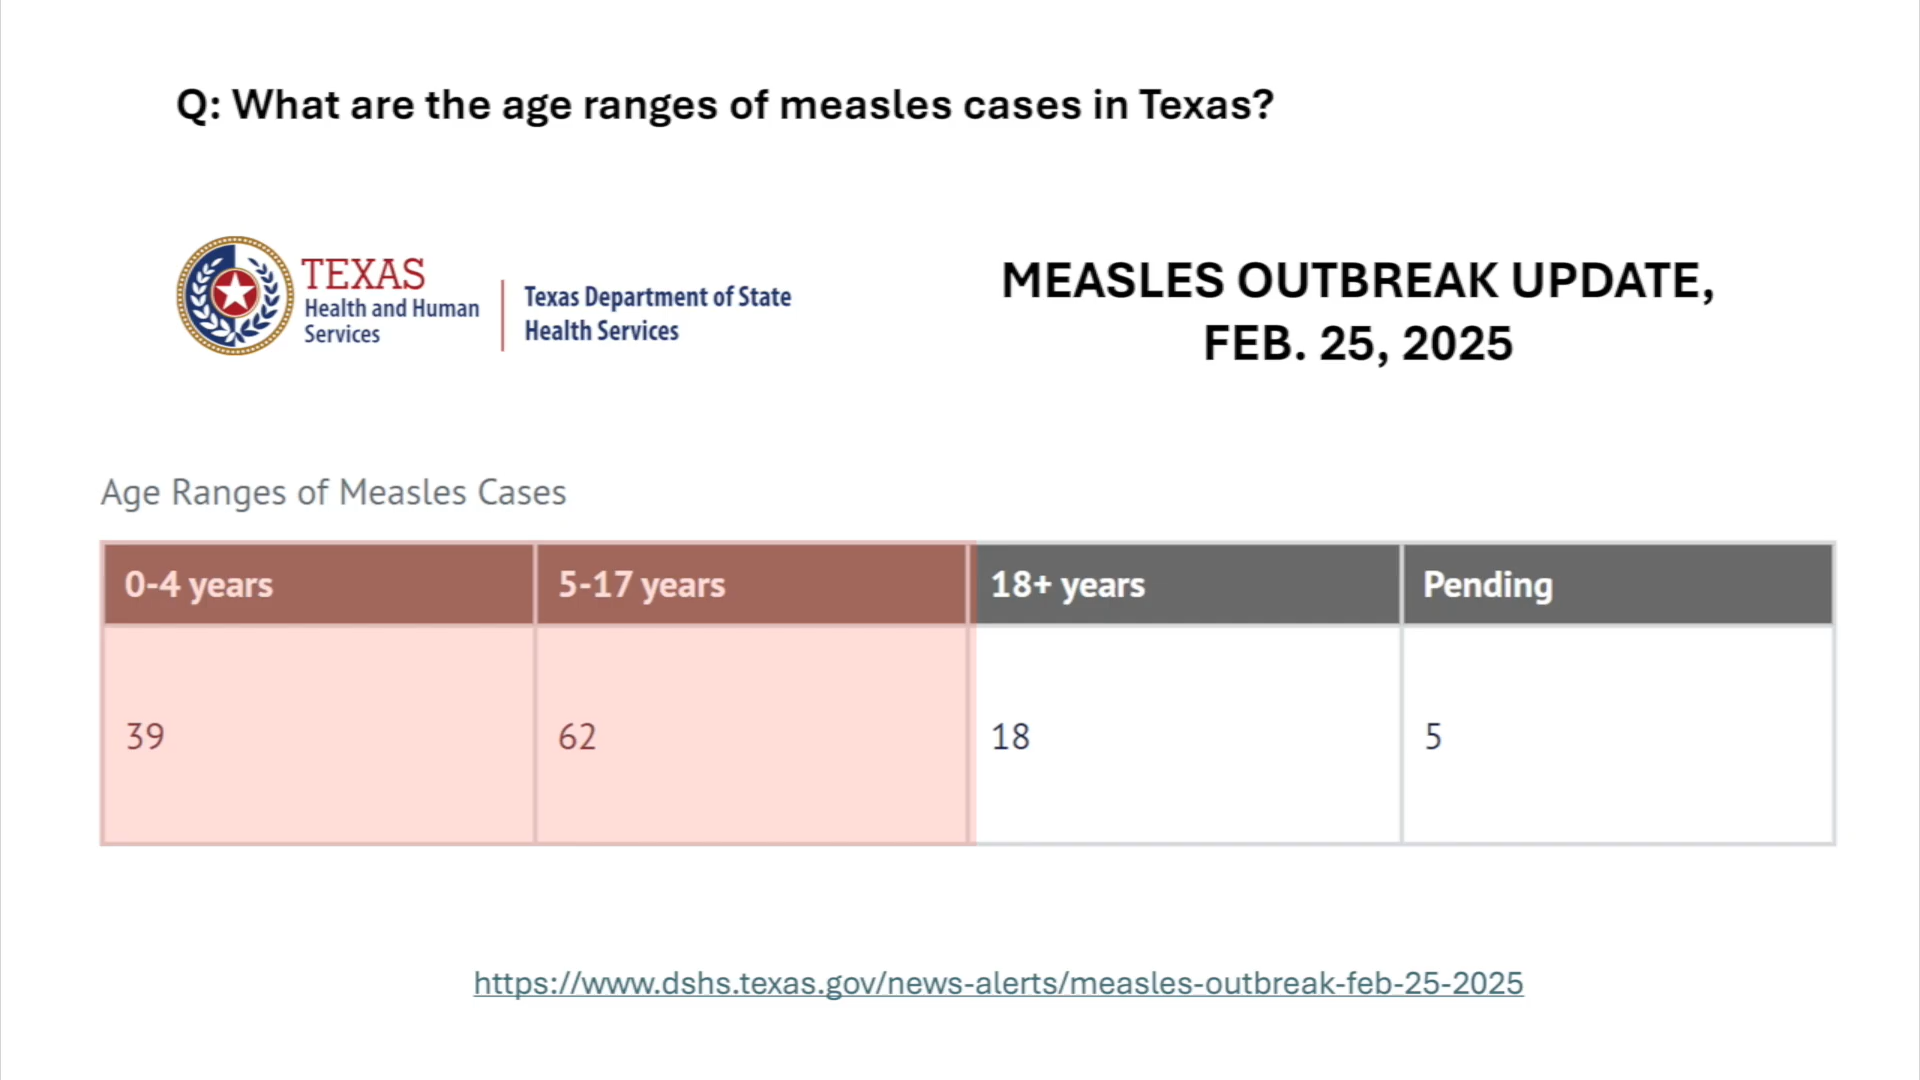 Q: What are the age ranges of measles cases in Texas?
TEXAS
Health and Human
Services
Texas Department of State
Health Services
MEASLES OUTBREAK UPDATE,
FEB. 25, 2025
Age Ranges of Measles Cases
0-4 years 5-17 years 18+ years Pending
39 62 18 5
https://www.dshs.texas.gov/news-alerts/measles-outbreak-feb-25-2025